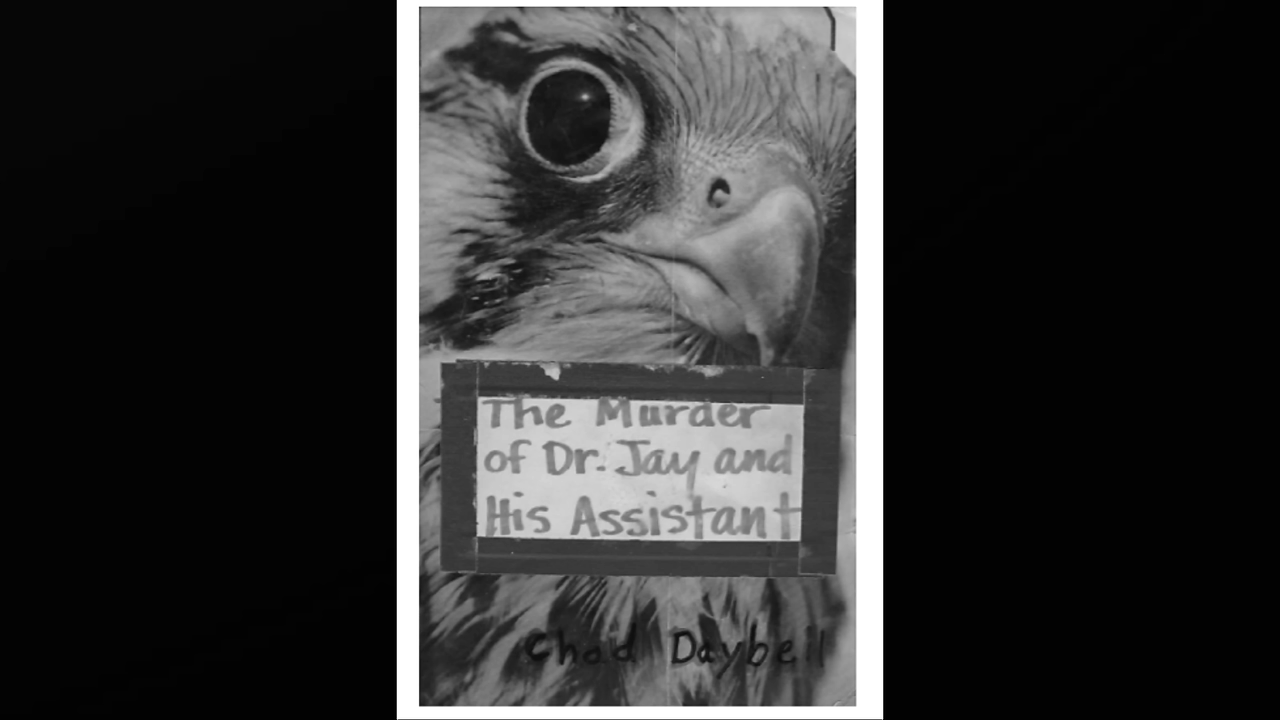 The Murder
of Dr. Jay and
His Assistant
Chad Daybell